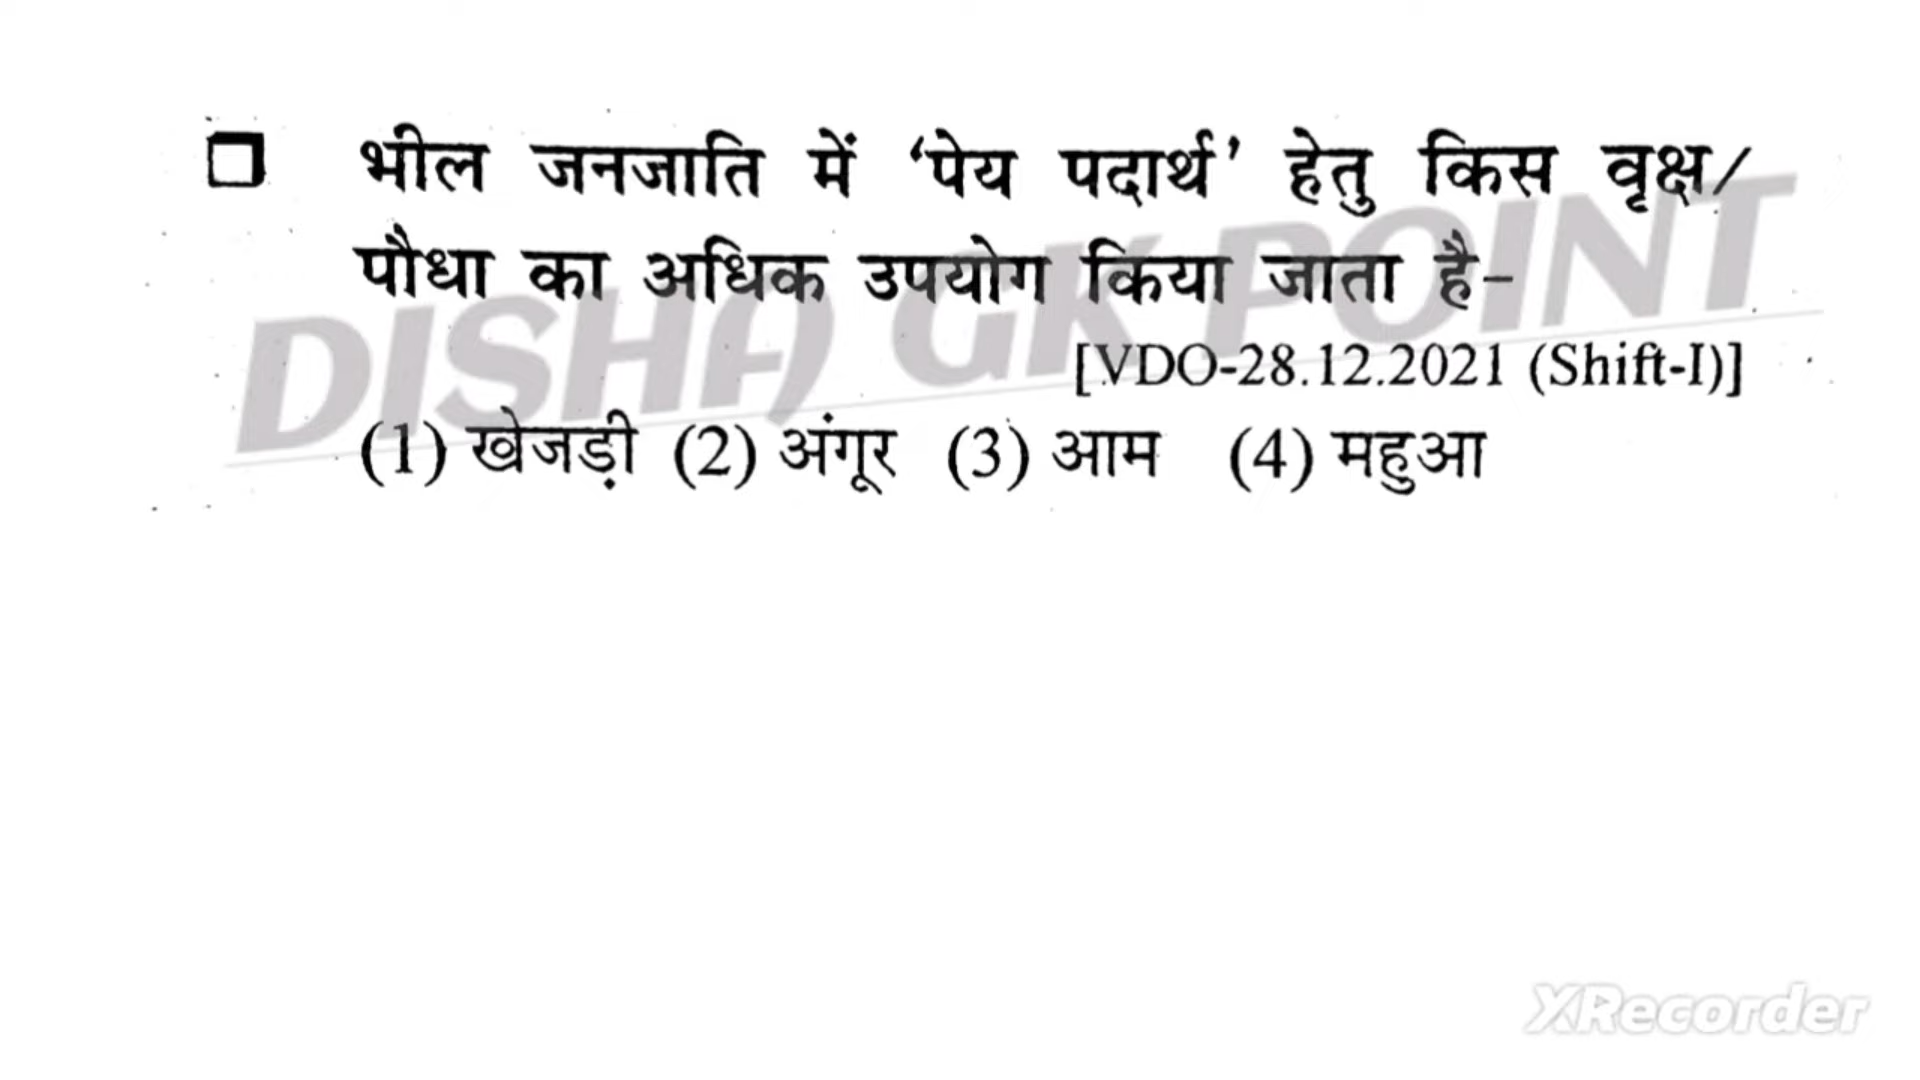 भील जनजाति में ‘पेय पदार्थ’ हेतु किस वृक्ष/
पौधा का अधिक उपयोग किया जाता है-
[VDO-28.12.2021 (Shift-I)]
(1) खेजड़ी (2) अंगूर (3) आम (4) महुआ
DISHA GK POINT
XRecorder